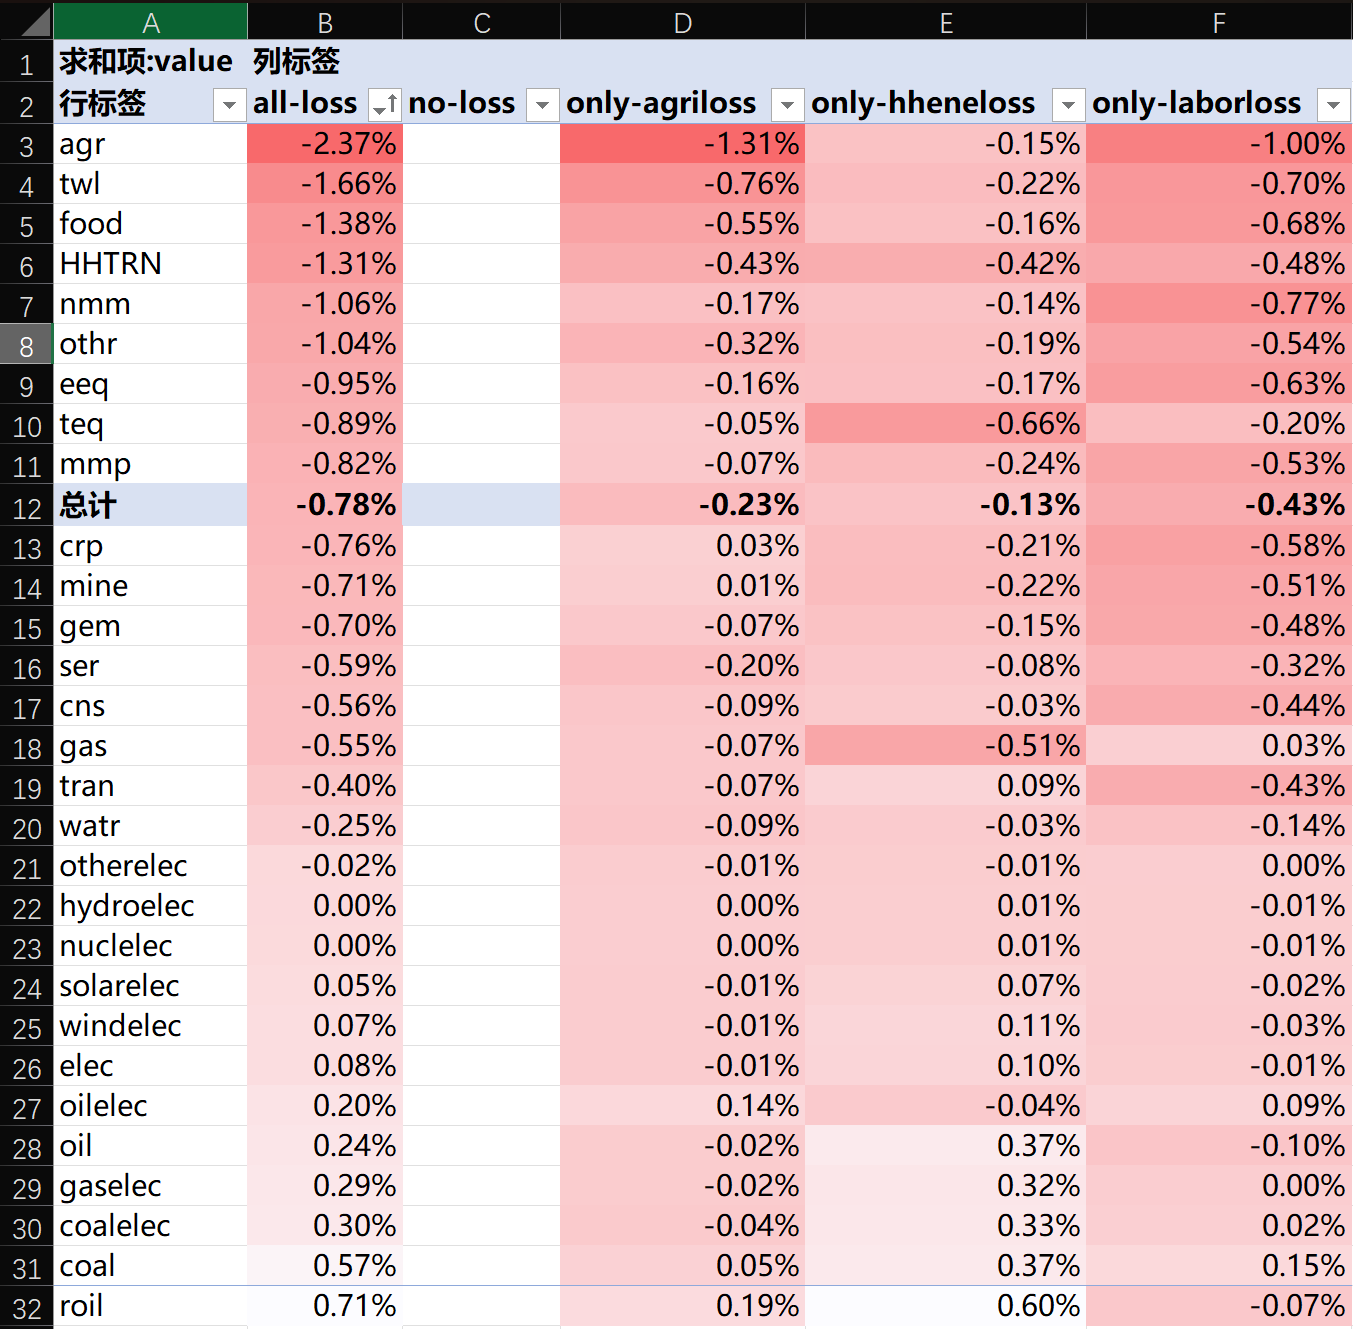 A B C D E F
1 求和项:value 列标签
2 行标签 all-loss no-loss only-agriloss only-hheneloss only-laborloss
3 agr -2.37% -1.31% -0.15% -1.00%
4 twl -1.66% -0.76% -0.22% -0.70%
5 food -1.38% -0.55% -0.16% -0.68%
6 HHTRN -1.31% -0.43% -0.42% -0.48%
7 nmm -1.06% -0.17% -0.14% -0.77%
8 othr -1.04% -0.32% -0.19% -0.54%
9 eeq -0.95% -0.16% -0.17% -0.63%
10 teq -0.89% -0.05% -0.66% -0.20%
11 mmp -0.82% -0.07% -0.24% -0.53%
12 总计 -0.78% -0.23% -0.13% -0.43%
13 crp -0.76% 0.03% -0.21% -0.58%
14 mine -0.71% 0.01% -0.22% -0.51%
15 gem -0.70% -0.07% -0.15% -0.48%
16 ser -0.59% -0.20% -0.08% -0.32%
17 cns -0.56% -0.09% -0.03% -0.44%
18 gas -0.55% -0.07% -0.51% 0.03%
19 tran -0.40% -0.07% 0.09% -0.43%
20 watr -0.25% -0.09% -0.03% -0.14%
21 otherelec -0.02% -0.01% -0.01% 0.00%
22 hydroelec 0.00% 0.00% 0.01% -0.01%
23 nuclelec 0.00% 0.00% 0.01% -0.01%
24 solarelec 0.05% -0.01% 0.07% -0.02%
25 windelec 0.07% -0.01% 0.11% -0.03%
26 elec 0.08% -0.01% 0.10% -0.01%
27 oilelec 0.20% 0.14% -0.04% 0.09%
28 oil 0.24% -0.02% 0.37% -0.10%
29 gaselec 0.29% -0.02% 0.32% 0.00%
30 coalelec 0.30% -0.04% 0.33% 0.02%
31 coal 0.57% 0.05% 0.37% 0.15%
32 roil 0.71% 0.19% 0.60% -0.07%